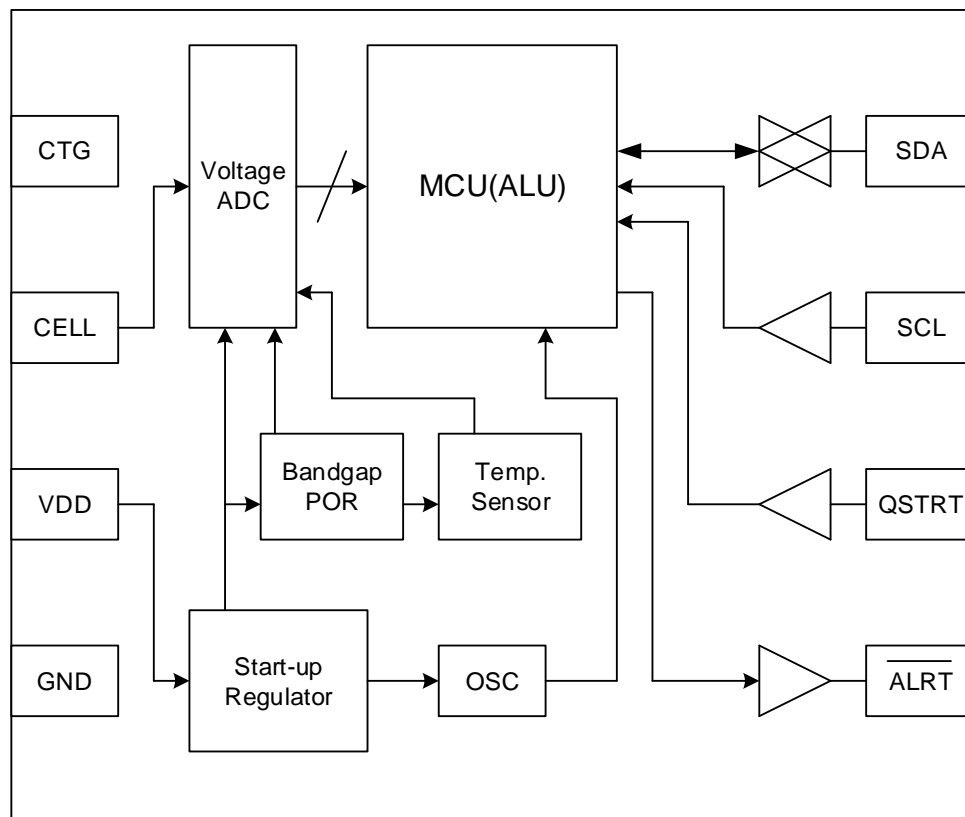 CTG
Voltage
ADC
MCU(ALU)
SDA
CELL
SCL
VDD
Bandgap
POR
Temp.
Sensor
QSTRT
GND
Start-up
Regulator
OSC
ALRT